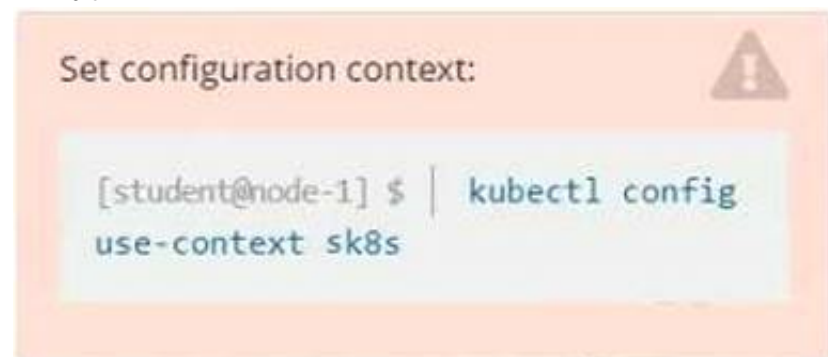 Set configuration context:
[student@node-1] $ | kubectl config
use-context sk8s